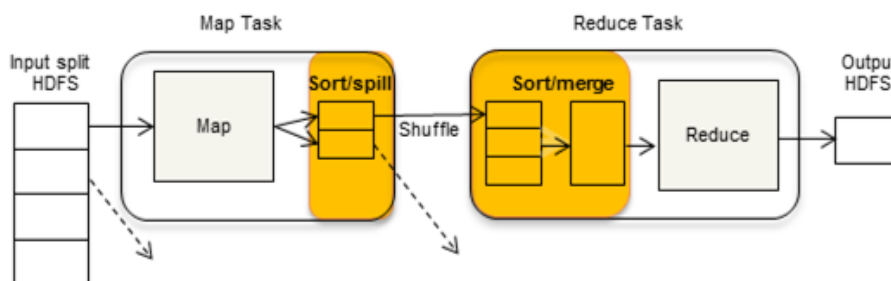 Map Task
Reduce Task
Input split
HDFS
Sort/spill
Sort/merge
Output
HDFS
Map
Shuffle
Reduce